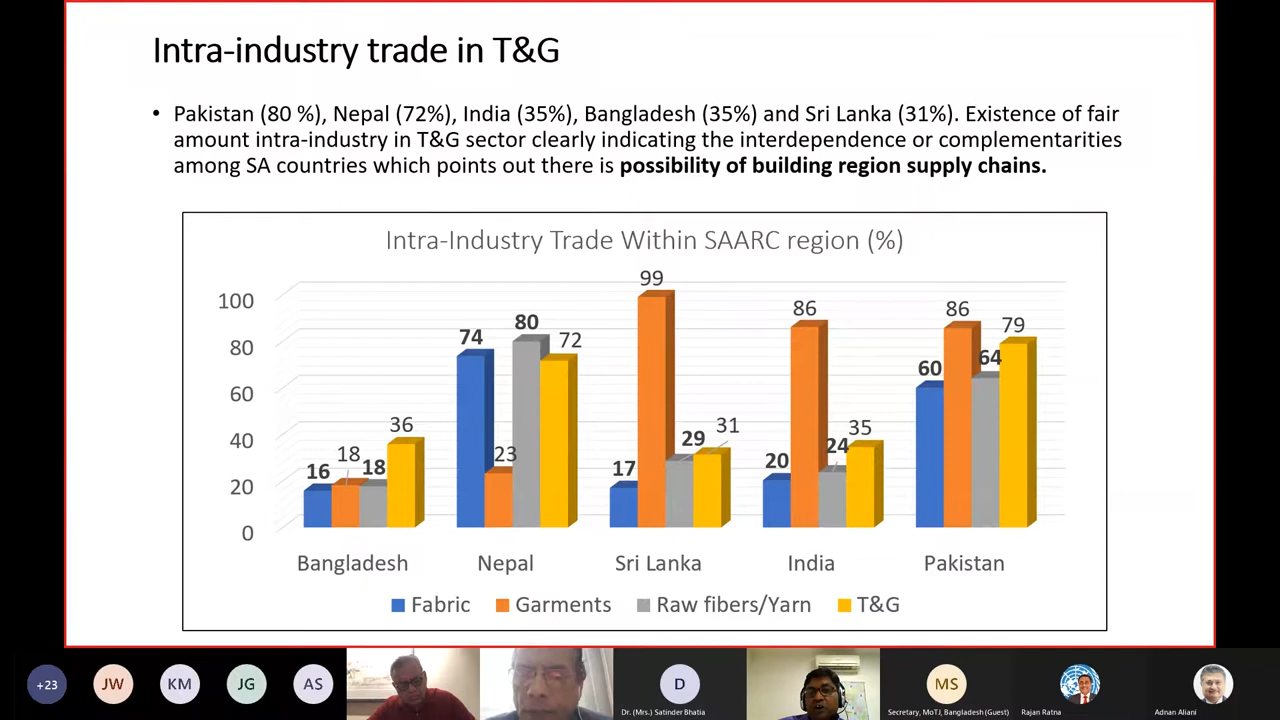 Intra-industry trade in T&G
• Pakistan (80 %), Nepal (72%), India (35%), Bangladesh (35%) and Sri Lanka (31%). Existence of fair
amount intra-industry in T&G sector clearly indicating the interdependence or complementarities
among SA countries which points out there is possibility of building region supply chains.
Intra-Industry Trade Within SAARC region (%)
100
80
60
40
20
0
16 18 18 36
74 23 80 72
17 99 29 31
20 86 24 35
60 86 64 79
Bangladesh Nepal Sri Lanka India Pakistan
Fabric Garments Raw fibers/Yarn T&G
+23 JW KM JG AS D MS
Dr. (Mrs.) Satinder Bhatia
Secretary, MoTJ, Bangladesh (Guest)
Rajan Ratna
Adnan Aliani